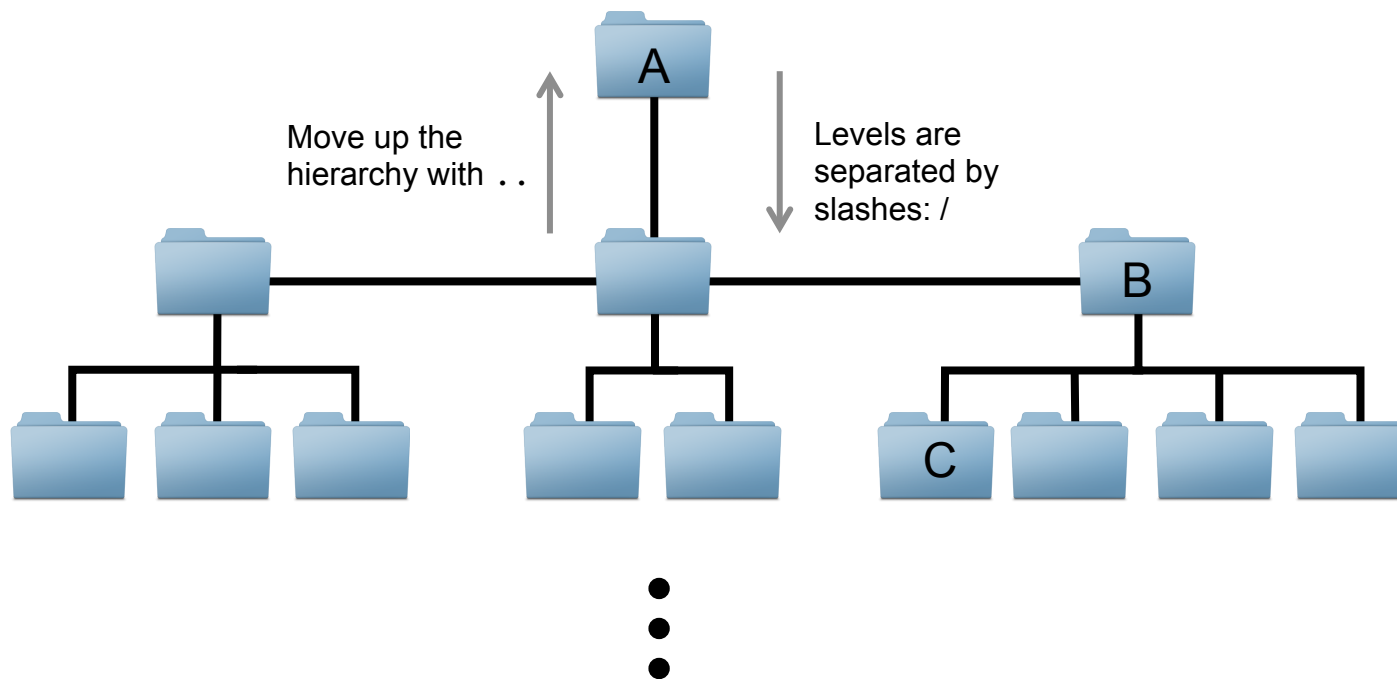 A
Move up the
hierarchy with ..
Levels are
separated by
slashes: /
B
C